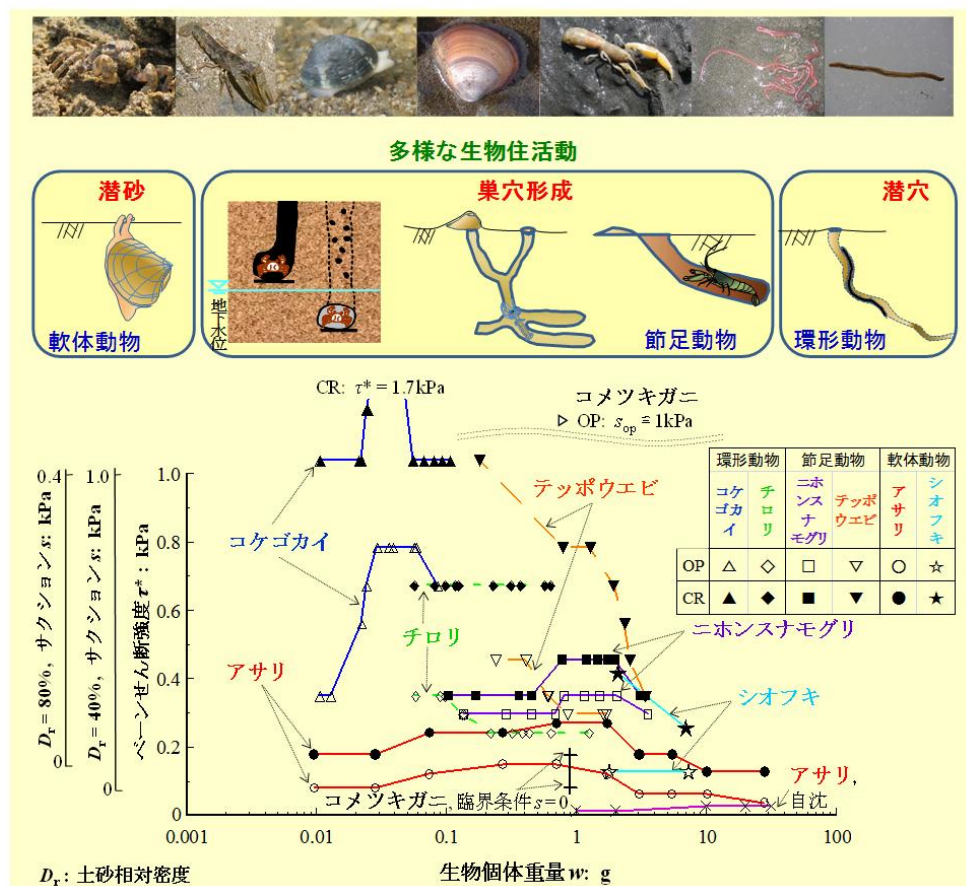 多様な生物住活動
潜砂
軟体動物
巣穴形成
地下水位
節足動物
潜穴
環形動物
CR: τ* = 1.7kPa
コメツキガニ
OP: sop ≦ 1kPa
環形動物 節足動物 軟体動物
コケゴカイ チロリ ニホンスナモグリ テッポウエビ アサリ シオフキ
OP △ ◇ □ ▽ ○ ☆
CR ▲ ◆ ■ ▼ ● ★
Dr = 80%, サクション s: kPa
0.4
0
Dr = 40%, サクション s: kPa
1.0
0
ベーンせん断強度 τ* : kPa
1.0
0.8
0.6
0.4
0.2
0
コケゴカイ
アサリ
チロリ
テッポウエビ
ニホンスナモグリ
シオフキ
アサリ,
自沈
コメツキガニ, 臨界条件 s=0
0.001 0.01 0.1 1 10 100
生物個体重量 w: g
Dr : 土砂相対密度